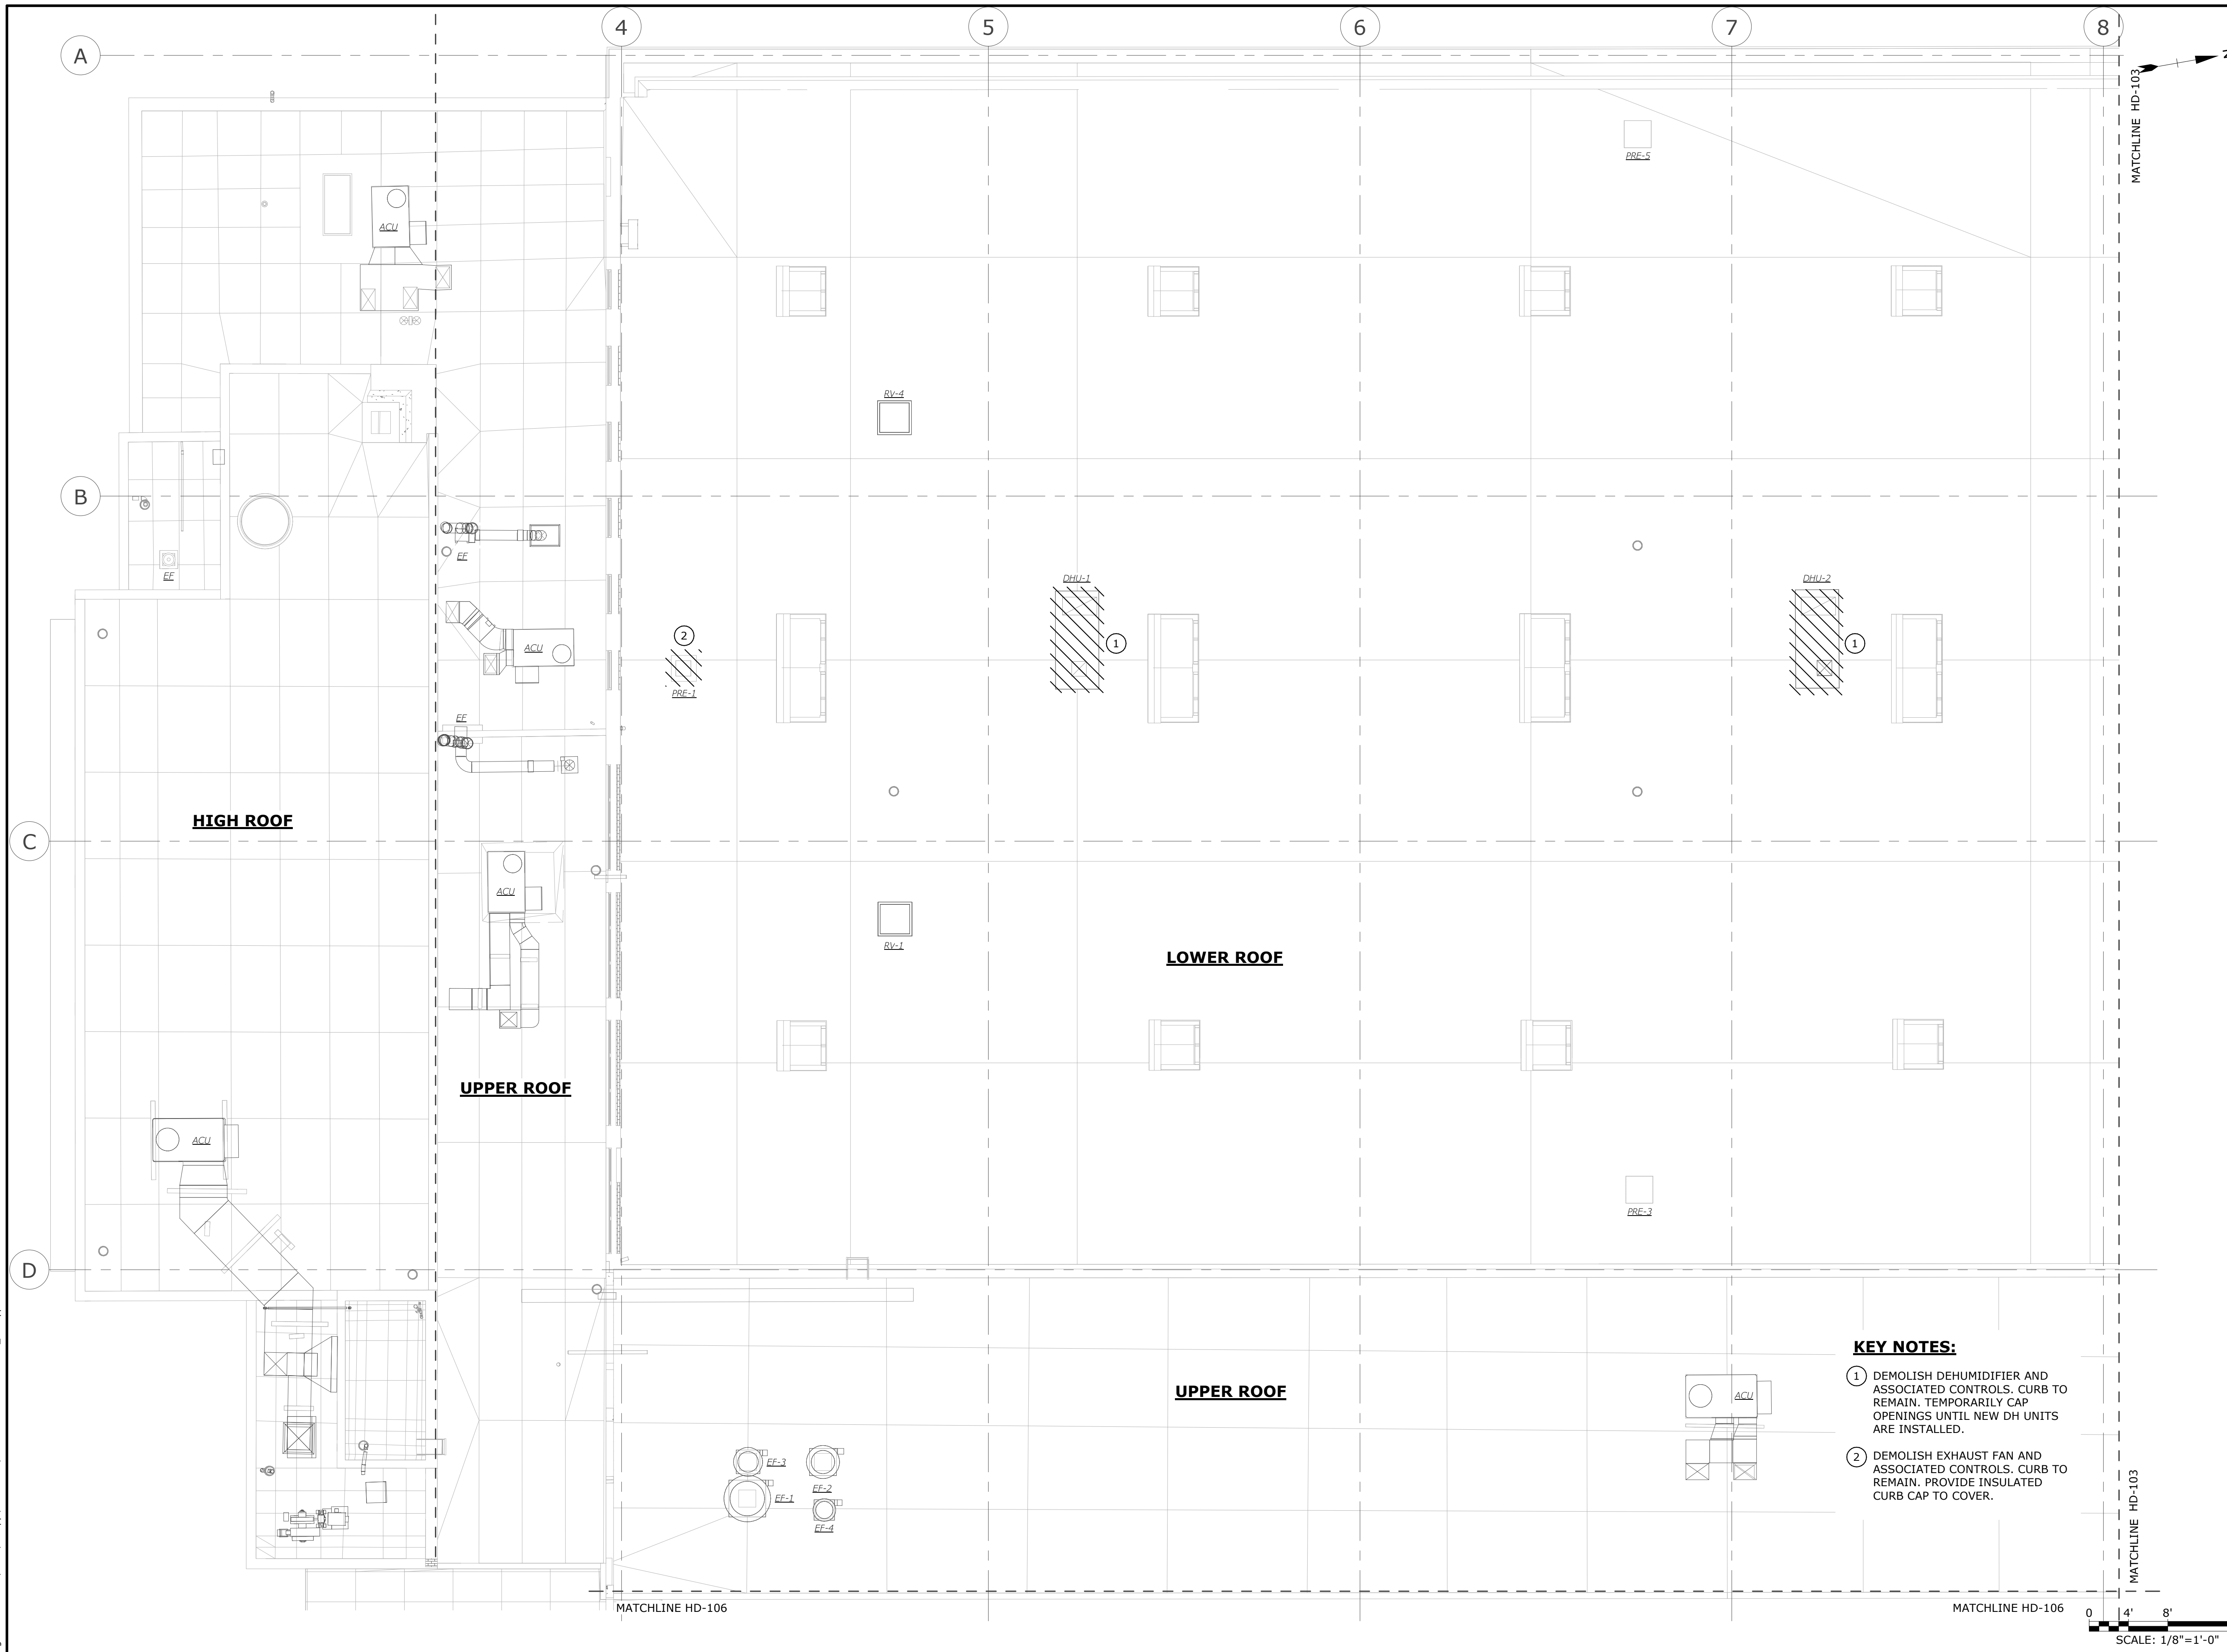 4
5
6
7
8
A
2
MATCHLINE HD-103
PRE-5
ACU
RV-4
B
EF
EF
DHU-1
DHU-2
2
1
1
ACU
PRE-1
EF
HIGH ROOF
C
ACU
RV-1
LOWER ROOF
UPPER ROOF
ACU
PRE-3
D
KEY NOTES:
1 DEMOLISH DEHUMIDIFIER AND
ASSOCIATED CONTROLS. CURB TO
REMAIN. TEMPORARILY CAP
OPENINGS UNTIL NEW DH UNITS
ARE INSTALLED.
2 DEMOLISH EXHAUST FAN AND
ASSOCIATED CONTROLS. CURB TO
REMAIN. PROVIDE INSULATED
CURB CAP TO COVER.
UPPER ROOF
ACU
EF-3
EF-2
EF-1
EF-4
MATCHLINE HD-103
MATCHLINE HD-106
MATCHLINE HD-106
0 4' 8'
SCALE: 1/8"=1'-0"